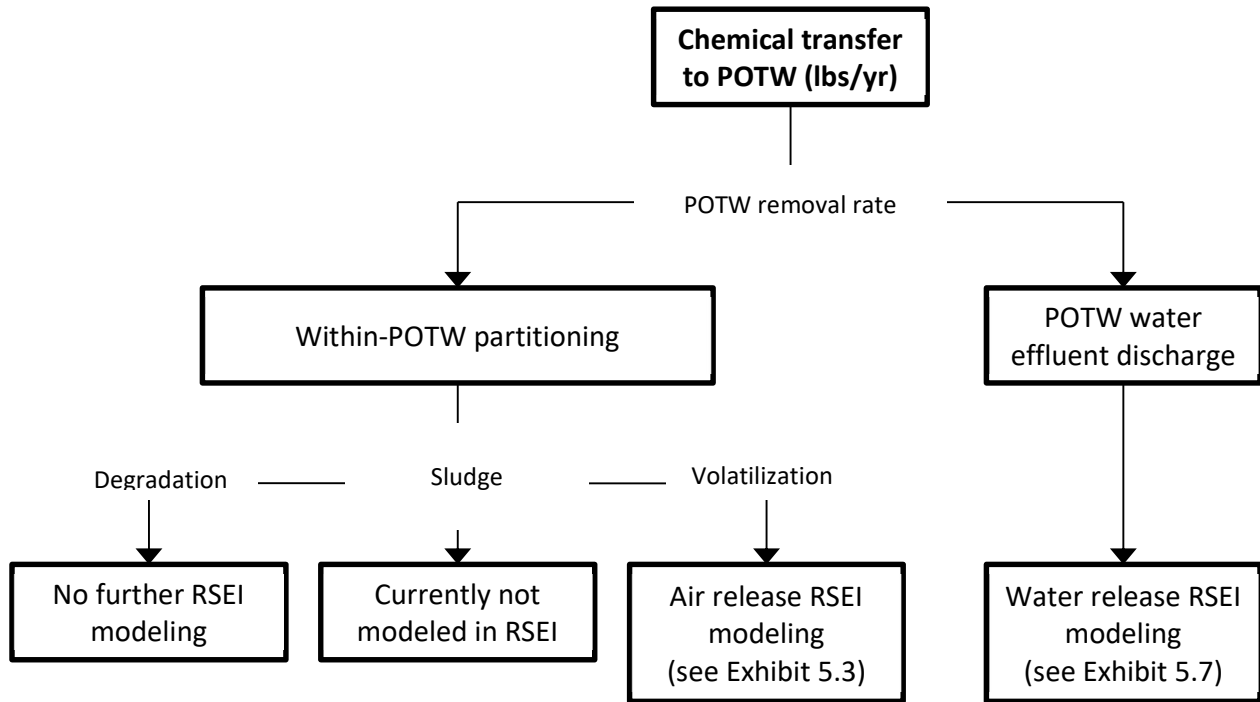 Chemical transfer
to POTW (lbs/yr)
POTW removal rate
Within-POTW partitioning
POTW water
effluent discharge
Degradation
Sludge
Volatilization
No further RSEI
modeling
Currently not
modeled in RSEI
Air release RSEI
modeling
(see Exhibit 5.3)
Water release RSEI
modeling
(see Exhibit 5.7)